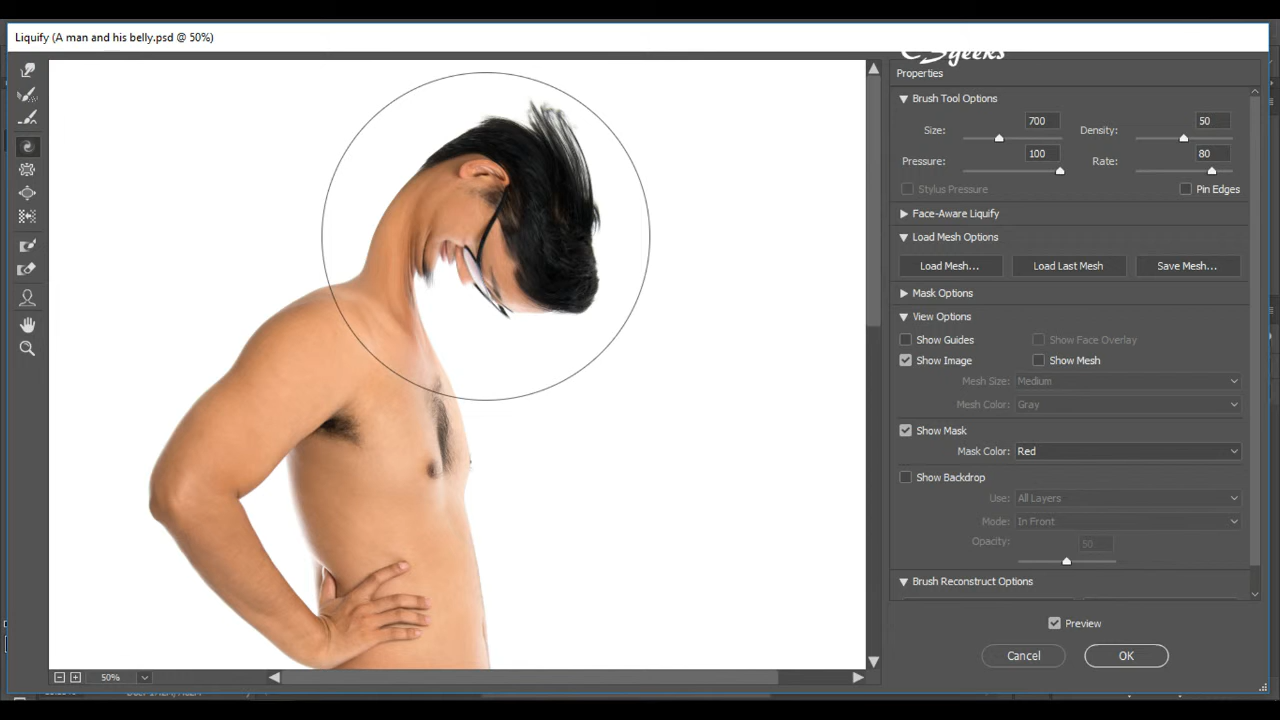 Liquify (A man and his belly.psd @ 50%)
Properties
Brush Tool Options
Size: 700 Density: 50
Pressure: 100 Rate: 80
Stylus Pressure Pin Edges
Face-Aware Liquify
Load Mesh Options
Load Mesh... Load Last Mesh Save Mesh...
Mask Options
View Options
Show Guides Show Face Overlay
Show Image Show Mesh
Mesh Size: Medium
Mesh Color: Gray
Show Mask
Mask Color: Red
Show Backdrop
Use: All Layers
Mode: In Front
Opacity: 50
Brush Reconstruct Options
Preview
Cancel OK
50%